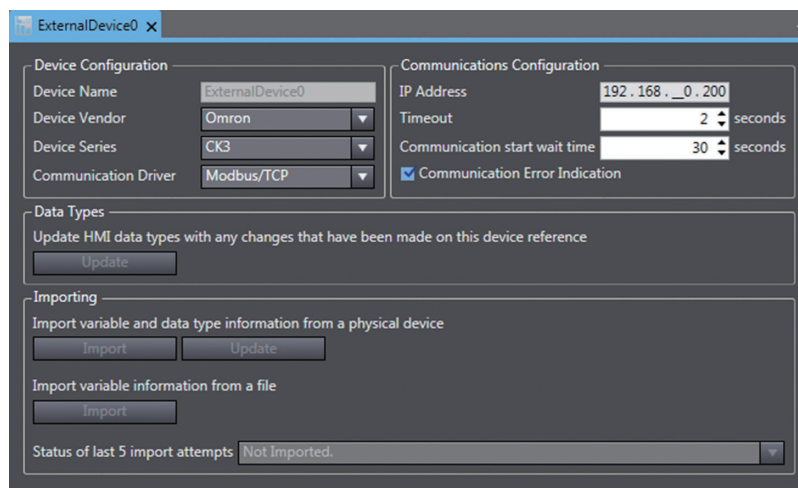 ExternalDevice0
Device Configuration
Device Name ExternalDevice0
Device Vendor Omron
Device Series CK3
Communication Driver Modbus/TCP
Communications Configuration
IP Address 192.168.__0.200
Timeout 2 seconds
Communication start wait time 30 seconds
Communication Error Indication
Data Types
Update HMI data types with any changes that have been made on this device reference
Update
Importing
Import variable and data type information from a physical device
Import Update
Import variable information from a file
Import
Status of last 5 import attempts Not Imported.